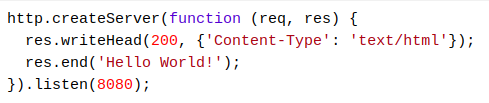 http.createServer(function (req, res) {
  res.writeHead(200, {'Content-Type': 'text/html'});
  res.end('Hello World!');
}).listen(8080);